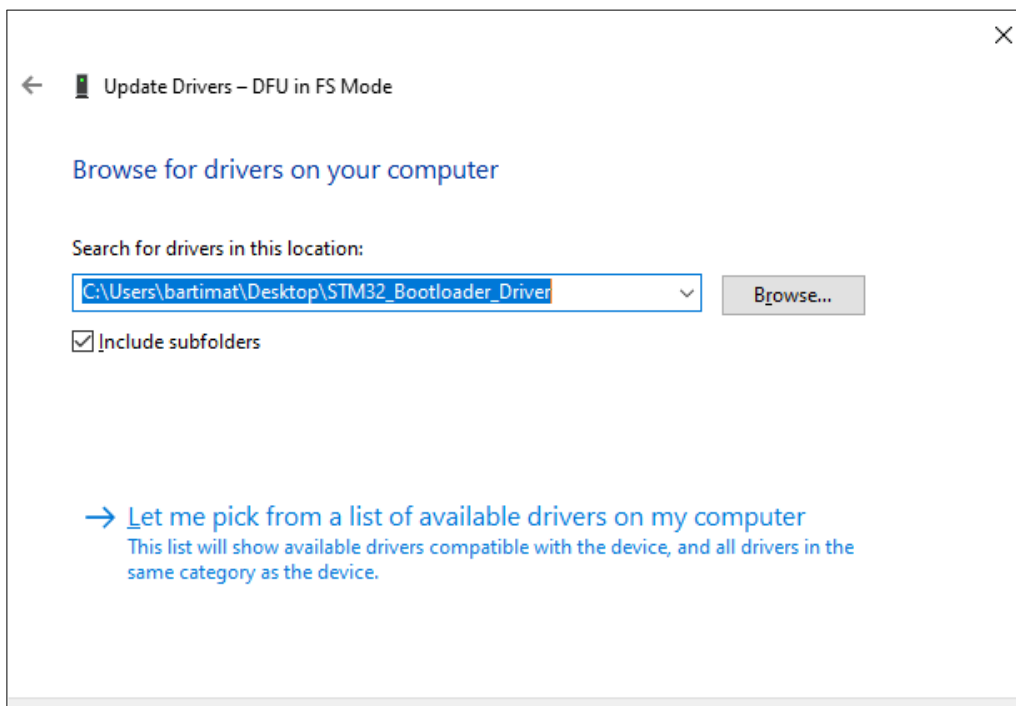 Update Drivers – DFU in FS Mode
Browse for drivers on your computer
Search for drivers in this location:
C:\Users\bartimat\Desktop\STM32_Bootloader_Driver
Browse...
Include subfolders
Let me pick from a list of available drivers on my computer
This list will show available drivers compatible with the device, and all drivers in the
same category as the device.